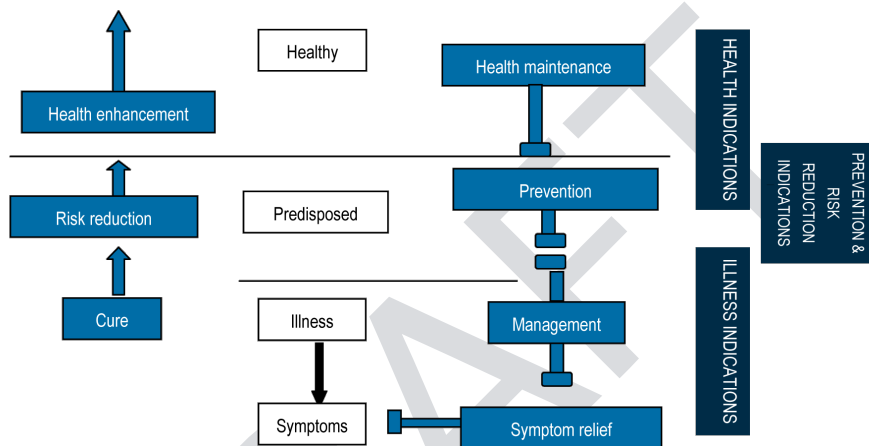 Healthy
Health maintenance
Health enhancement
HEALTH INDICATIONS
PREVENTION &
RISK
REDUCTION
INDICATIONS
Prevention
Risk reduction
Predisposed
Cure
Illness
Management
ILLNESS INDICATIONS
Symptoms
Symptom relief